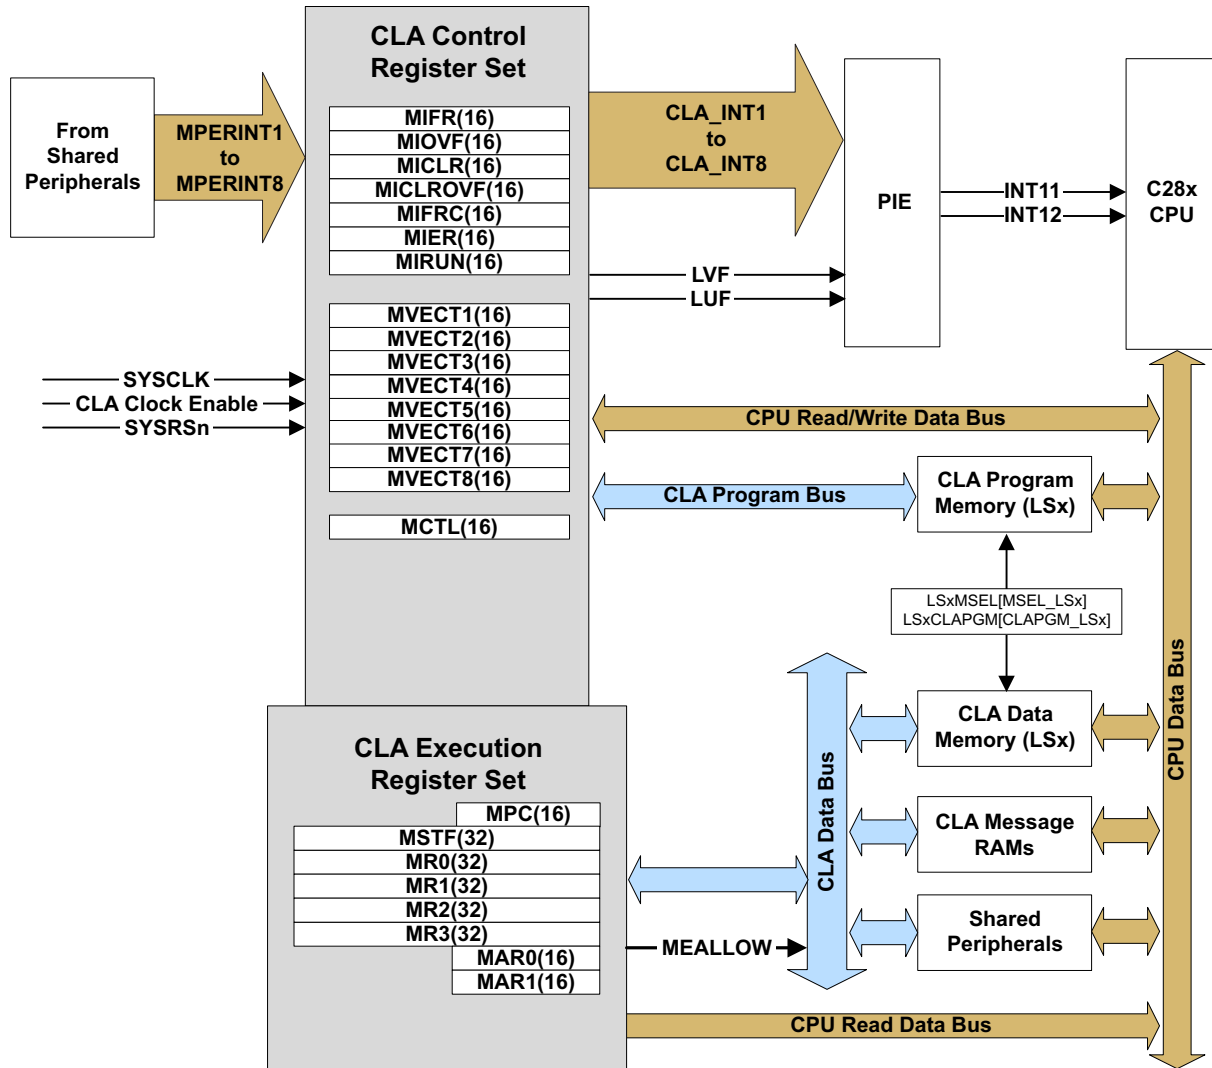 CLA Control
Register Set
From
Shared
Peripherals
MPERINT1
to
MPERINT8
MIFR(16)
MIOVF(16)
MICLR(16)
MICLROVF(16)
MIFRC(16)
MIER(16)
MIRUN(16)
CLA_INT1
to
CLA_INT8
LVF
LUF
PIE
INT11
INT12
C28x
CPU
MVECT1(16)
MVECT2(16)
MVECT3(16)
MVECT4(16)
MVECT5(16)
MVECT6(16)
MVECT7(16)
MVECT8(16)
SYSCLK
CLA Clock Enable
SYSRSn
MCTL(16)
CPU Read/Write Data Bus
CLA Program Bus
CLA Program
Memory (LSx)
LSxMSEL[MSEL_LSx]
LSxCLAPGM[CLAPGM_LSx]
CLA Data
Memory (LSx)
CLA Message
RAMs
Shared
Peripherals
CLA Data Bus
CPU Data Bus
CLA Execution
Register Set
MPC(16)
MSTF(32)
MR0(32)
MR1(32)
MR2(32)
MR3(32)
MAR0(16)
MAR1(16)
MEALLOW
CPU Read Data Bus